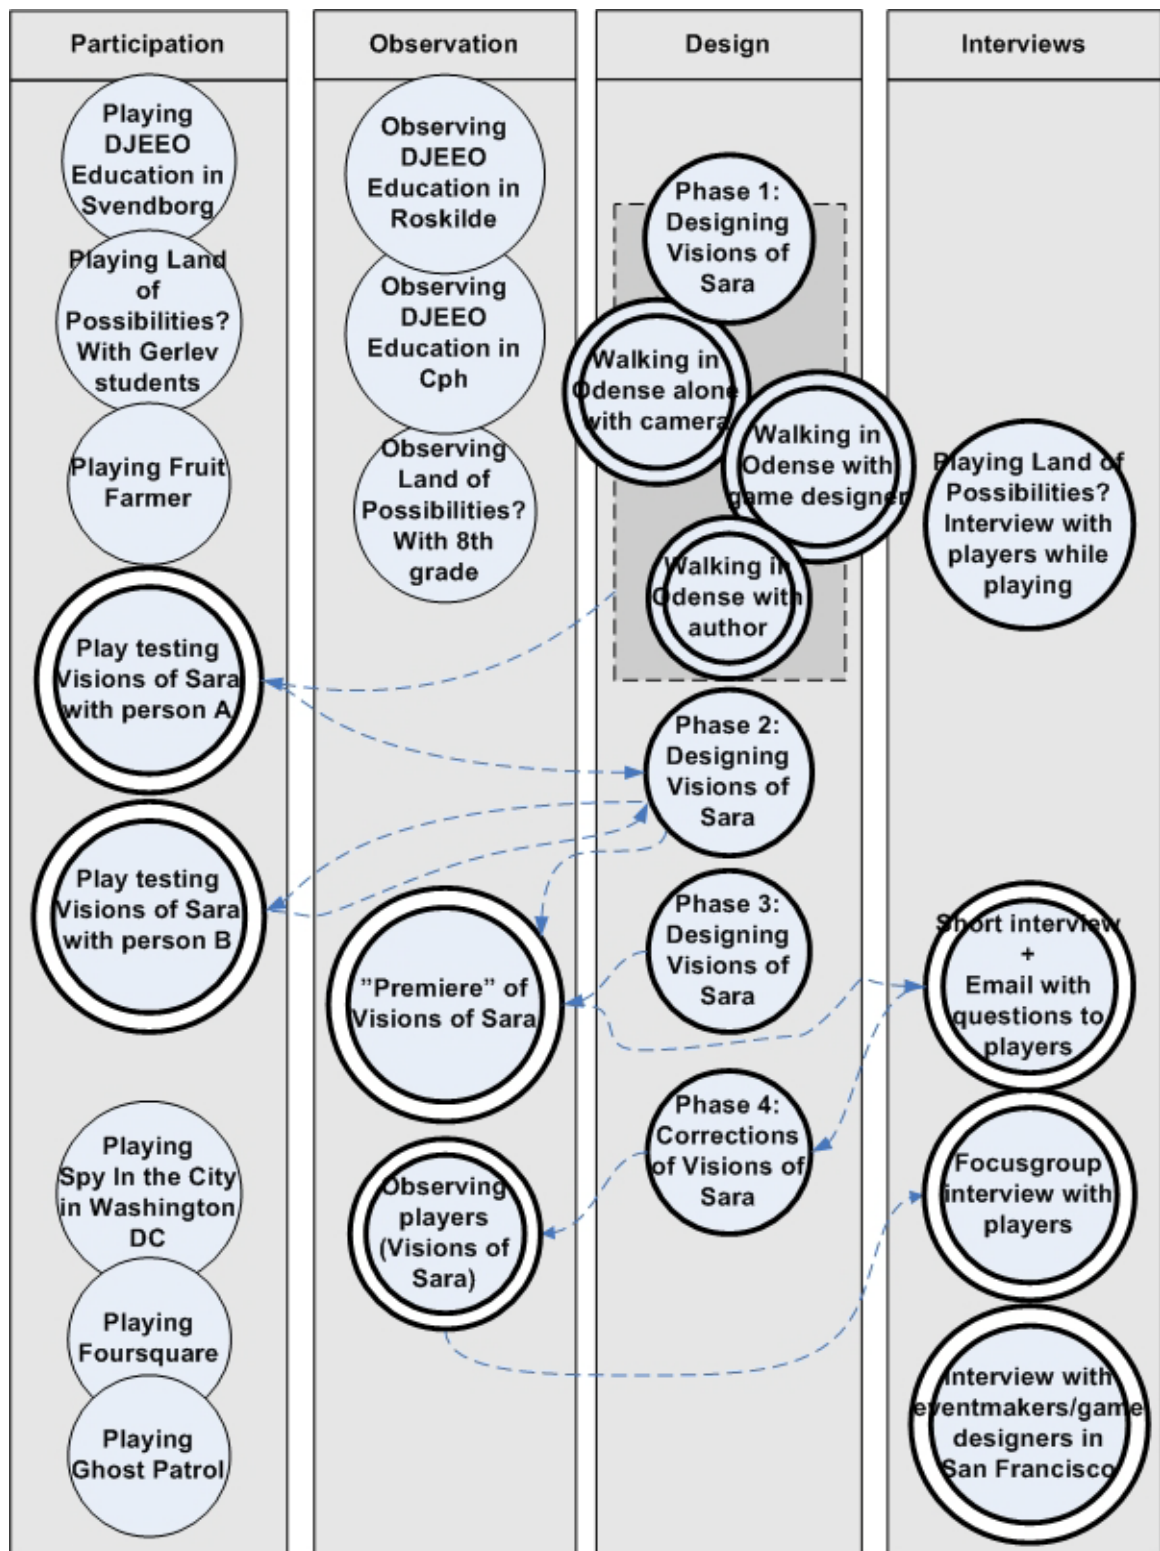 Participation
Playing
DJEEO
Education in
Svendborg
Playing Land
of
Possibilities?
With Gerlev
students
Playing Fruit
Farmer
Play testing
Visions of Sara
with person A
Play testing
Visions of Sara
with person B
Playing
Spy In the City
in Washington
DC
Playing
Foursquare
Playing
Ghost Patrol
Observation
Observing
DJEEO
Education in
Roskilde
Observing
DJEEO
Education in
Cph
Observing
Land of
Possibilities?
With 8th
grade
”Premiere” of
Visions of Sara
Observing
players
(Visions of
Sara)
Design
Phase 1:
Designing
Visions of
Sara
Walking in
Odense alone
with camera
Walking in
Odense with
game designer
Walking in
Odense with
author
Phase 2:
Designing
Visions of
Sara
Phase 3:
Designing
Visions of
Sara
Phase 4:
Corrections
of Visions of
Sara
Interviews
Playing Land of
Possibilities?
Interview with
players while
playing
Short interview
+
Email with
questions to
players
Focusgroup
interview with
players
Interview with
eventmakers/game
designers in
San Francisco